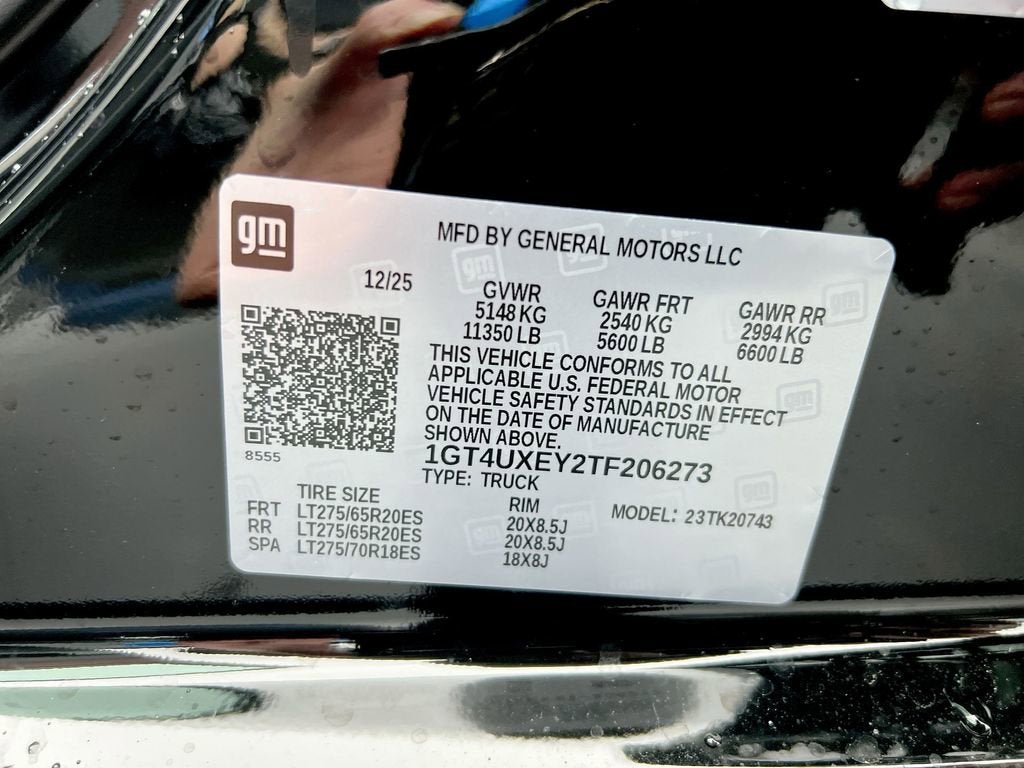 gm
MFD BY GENERAL MOTORS LLC
12/25
GVWR
5148 KG
11350 LB
GAWR FRT
2540 KG
5600 LB
GAWR RR
2994 KG
6600 LB
THIS VEHICLE CONFORMS TO ALL
APPLICABLE U.S. FEDERAL MOTOR
VEHICLE SAFETY STANDARDS IN EFFECT
ON THE DATE OF MANUFACTURE
SHOWN ABOVE.
8555
1GT4UXEY2TF206273
TYPE: TRUCK
TIRE SIZE RIM
FRT LT275/65R20ES 20X8.5J
RR LT275/65R20ES 20X8.5J
SPA LT275/70R18ES 18X8J
MODEL: 23TK20743